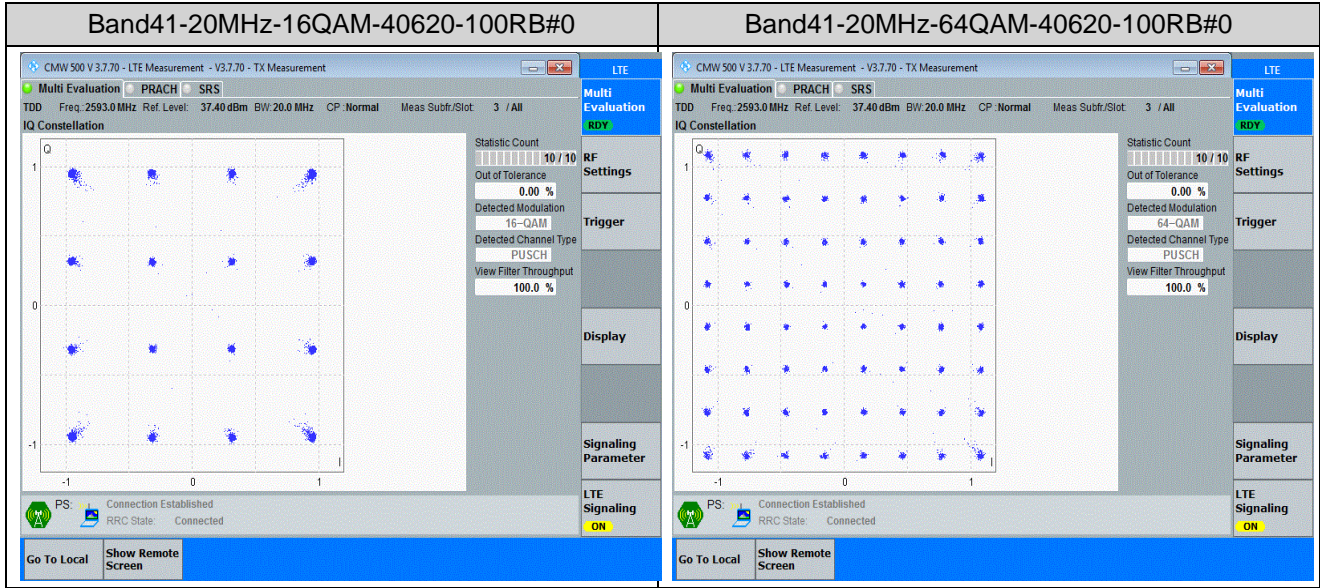 Band41-20MHz-16QAM-40620-100RB#0
CMW 500 V 3.7.70 - LTE Measurement - V3.7.70 - TX Measurement
LTE
Multi Evaluation PRACH SRS
Multi
Evaluation
RDY
TDD Freq.:2593.0 MHz Ref. Level: 37.40 dBm BW:20.0 MHz CP :Normal Meas Subfr./Slot: 3 / All
IQ Constellation
Q
1
0
-1
-1
0
1
I
Statistic Count
10 / 10
Out of Tolerance
0.00 %
Detected Modulation
16-QAM
Detected Channel Type
PUSCH
View Filter Throughput
100.0 %
RF
Settings
Trigger
Display
Signaling
Parameter
LTE
Signaling
ON
PS: Connection Established
RRC State: Connected
Go To Local
Show Remote
Screen
Band41-20MHz-64QAM-40620-100RB#0
CMW 500 V 3.7.70 - LTE Measurement - V3.7.70 - TX Measurement
LTE
Multi Evaluation PRACH SRS
Multi
Evaluation
RDY
TDD Freq.:2593.0 MHz Ref. Level: 37.40 dBm BW:20.0 MHz CP :Normal Meas Subfr./Slot: 3 / All
IQ Constellation
Q
1
0
-1
-1
0
1
I
Statistic Count
10 / 10
Out of Tolerance
0.00 %
Detected Modulation
64-QAM
Detected Channel Type
PUSCH
View Filter Throughput
100.0 %
RF
Settings
Trigger
Display
Signaling
Parameter
LTE
Signaling
ON
PS: Connection Established
RRC State: Connected
Go To Local
Show Remote
Screen